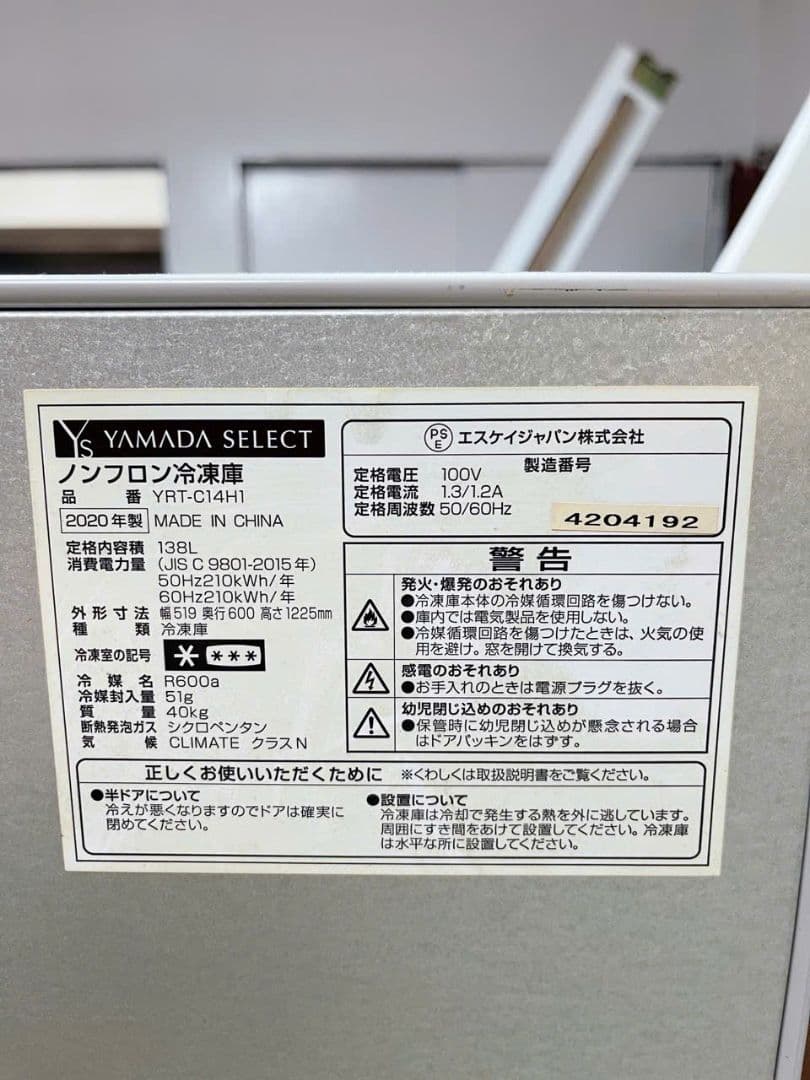 YS YAMADA SELECT
ノンフロン冷凍庫
品 番 YRT-C14H1
2020年製 MADE IN CHINA
定格内容積 138L
消費電力量 (JIS C 9801-2015年)
50Hz210kWh/年
60Hz210kWh/年
外形寸法 幅519 奥行600 高さ1225mm
種 類 冷凍庫
冷凍室の記号 * ***
冷 媒 名 R600a
冷媒封入量 51g
質 量 40kg
断熱発泡ガス シクロペンタン
気 候 CLIMATE クラスN
PSE エスケイジャパン株式会社
定格電圧 100V
定格電流 1.3/1.2A
定格周波数 50/60Hz
製造番号
4204192
警告
発火・爆発のおそれあり
●冷凍庫本体の冷媒循環回路を傷つけない。
●庫内では電気製品を使用しない。
●冷媒循環回路を傷つけたときは、火気の使
用を避け。窓を開けて換気する。
感電のおそれあり
●お手入れのときは電源プラグを抜く。
幼児閉じ込めのおそれあり
●保管時に幼児閉じ込めが懸念される場合
はドアパッキンをはずす。
正しくお使いいただくために ※くわしくは取扱説明書をご覧ください。
●半ドアについて
冷えが悪くなりますのでドアは確実に
閉めてください。
●設置について
冷凍庫は冷却で発生する熱を外に逃しています。
周囲にすき間をあけて設置してください。冷凍庫
は水平な所に設置してください。